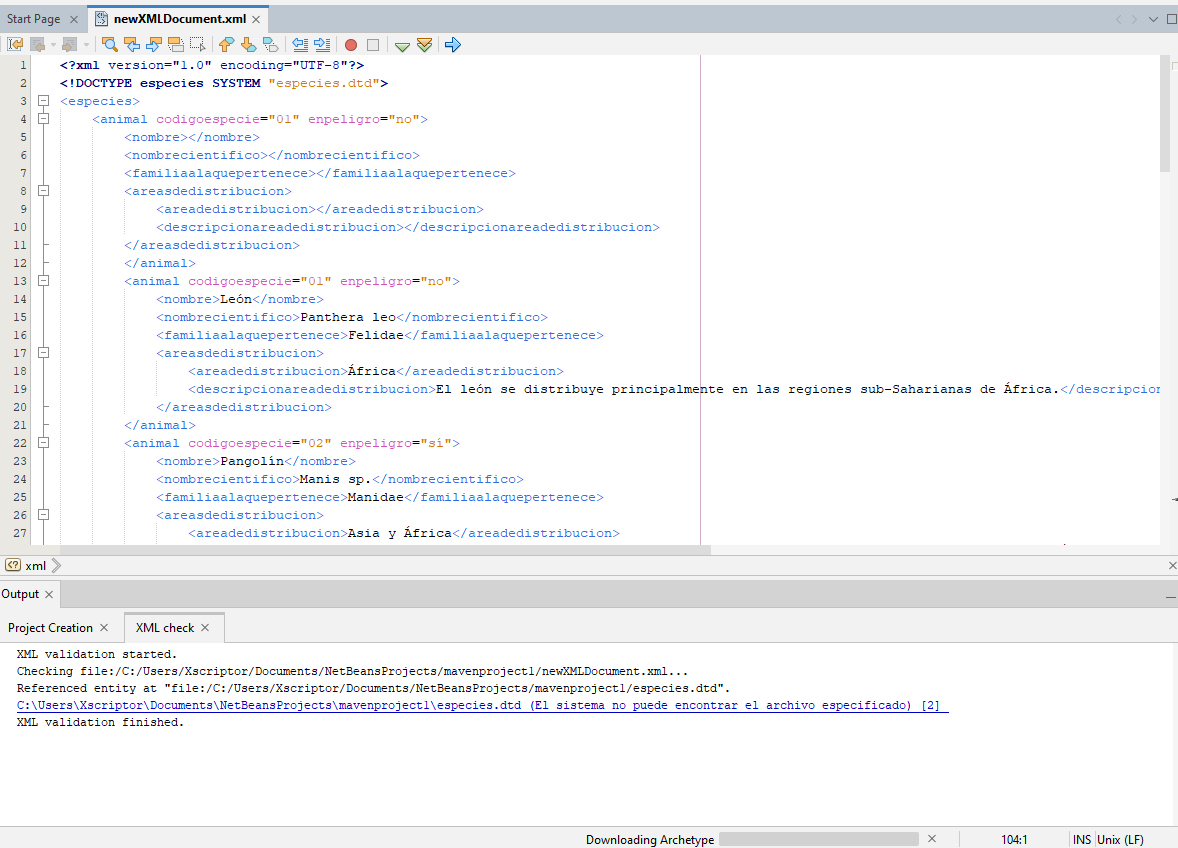 Start Page
newXMLDocument.xml
1 <?xml version="1.0" encoding="UTF-8"?>
2 <!DOCTYPE especies SYSTEM "especies.dtd">
3 <especies>
4 <animal codigoespecie="01" enpeligro="no">
5 <nombre></nombre>
6 <nombrecientifico></nombrecientifico>
7 <familiaalaquepertenece></familiaalaquepertenece>
8 <areasdedistribucion>
9 <areadedistribucion></areadedistribucion>
10 <descripcionareadedistribucion></descripcionareadedistribucion>
11 </areasdedistribucion>
12 </animal>
13 <animal codigoespecie="01" enpeligro="no">
14 <nombre>León</nombre>
15 <nombrecientifico>Panthera leo</nombrecientifico>
16 <familiaalaquepertenece>Felidae</familiaalaquepertenece>
17 <areasdedistribucion>
18 <areadedistribucion>África</areadedistribucion>
19 <descripcionareadedistribucion>El león se distribuye principalmente en las regiones sub-Saharianas de África.</descripcion
20 </areasdedistribucion>
21 </animal>
22 <animal codigoespecie="02" enpeligro="sí">
23 <nombre>Pangolín</nombre>
24 <nombrecientifico>Manis sp.</nombrecientifico>
25 <familiaalaquepertenece>Manidae</familiaalaquepertenece>
26 <areasdedistribucion>
27 <areadedistribucion>Asia y África</areadedistribucion>
xml
Output
Project Creation
XML check
XML validation started.
Checking file:/C:/Users/Xscriptor/Documents/NetBeansProjects/mavenproject1/newXMLDocument.xml...
Referenced entity at "file:/C:/Users/Xscriptor/Documents/NetBeansProjects/mavenproject1/especies.dtd".
C:\Users\Xscriptor\Documents\NetBeansProjects\mavenproject1\especies.dtd (El sistema no puede encontrar el archivo especificado) [2]
XML validation finished.
Downloading Archetype
104:1
INS
Unix (LF)